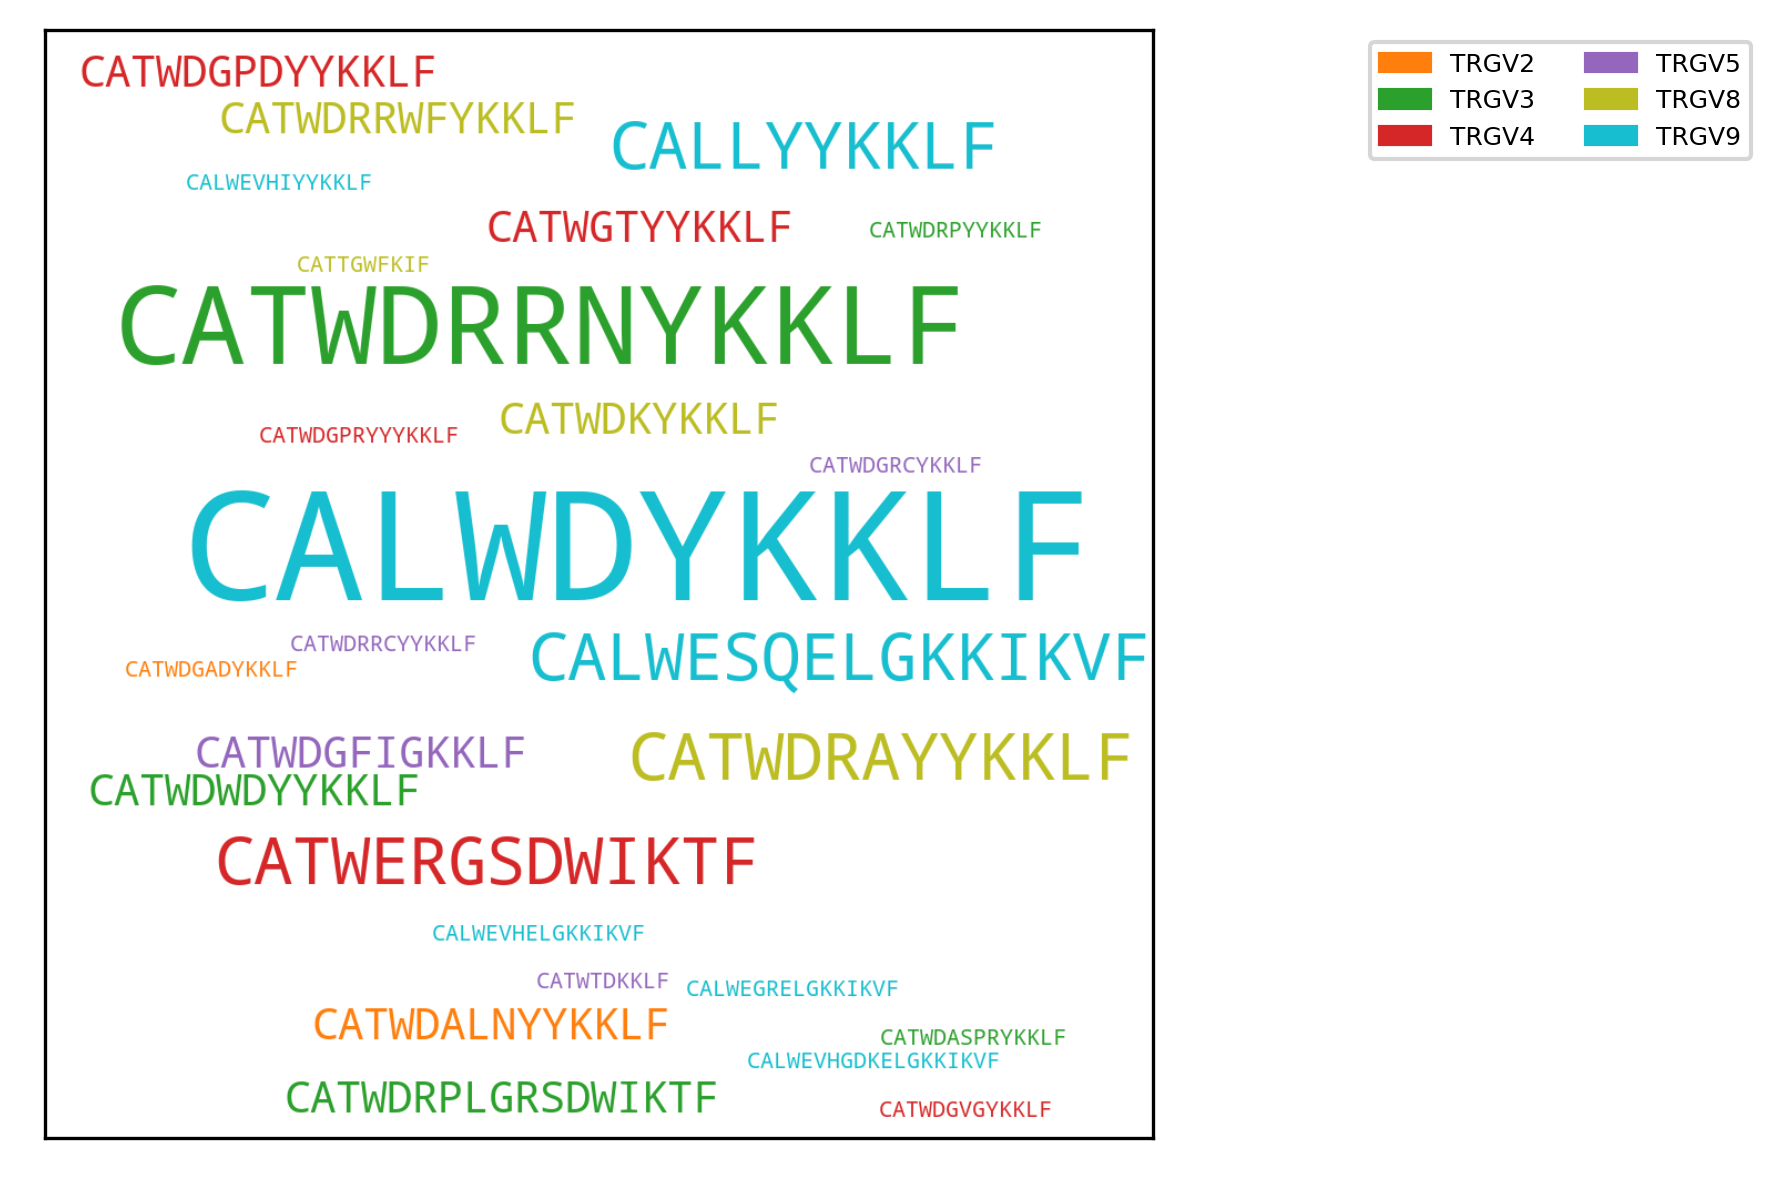 CATWDGPDYYKKLF
CATWDRRWFYKKLF
CALLYYKKLF
CALWEVHIYYKKLF
CATWGTYYKKLF
CATWDRPYYKKLF
CATTGWFKIF
CATWDRRNYKKLF
CATWDKYKKLF
CATWDGPRYYYKKLF
CATWDGRCYKKLF
CALWDYKKLF
CATWDRRCYYKKLF
CALWESQELGKKIKVF
CATWDGADYKKLF
CATWDGFIGKKLF
CATWDRAYYKKLF
CATWDWDYYKKLF
CATWERGSDWIKTF
CALWEVHELGKKIKVF
CATWTDKKLF
CALWEGRELGKKIKVF
CATWDALNYYKKLF
CATWDASPRYKKLF
CALWEVHGDKELGKKIKVF
CATWDRPLGRSDWIKTF
CATWDGVGYKKLF
TRGV2
TRGV3
TRGV4
TRGV5
TRGV8
TRGV9